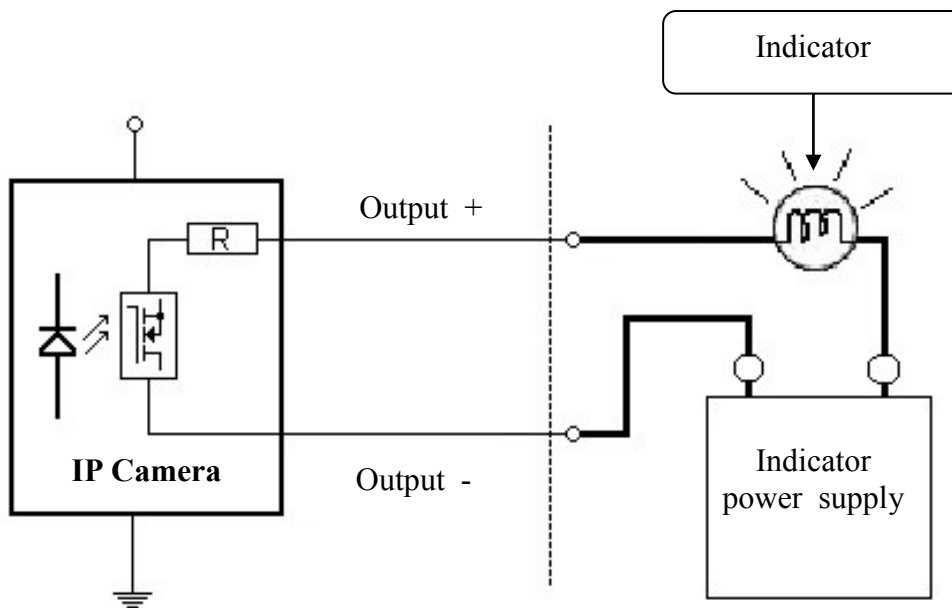 Indicator
Output +
R
IP Camera
Output -
Indicator
power supply